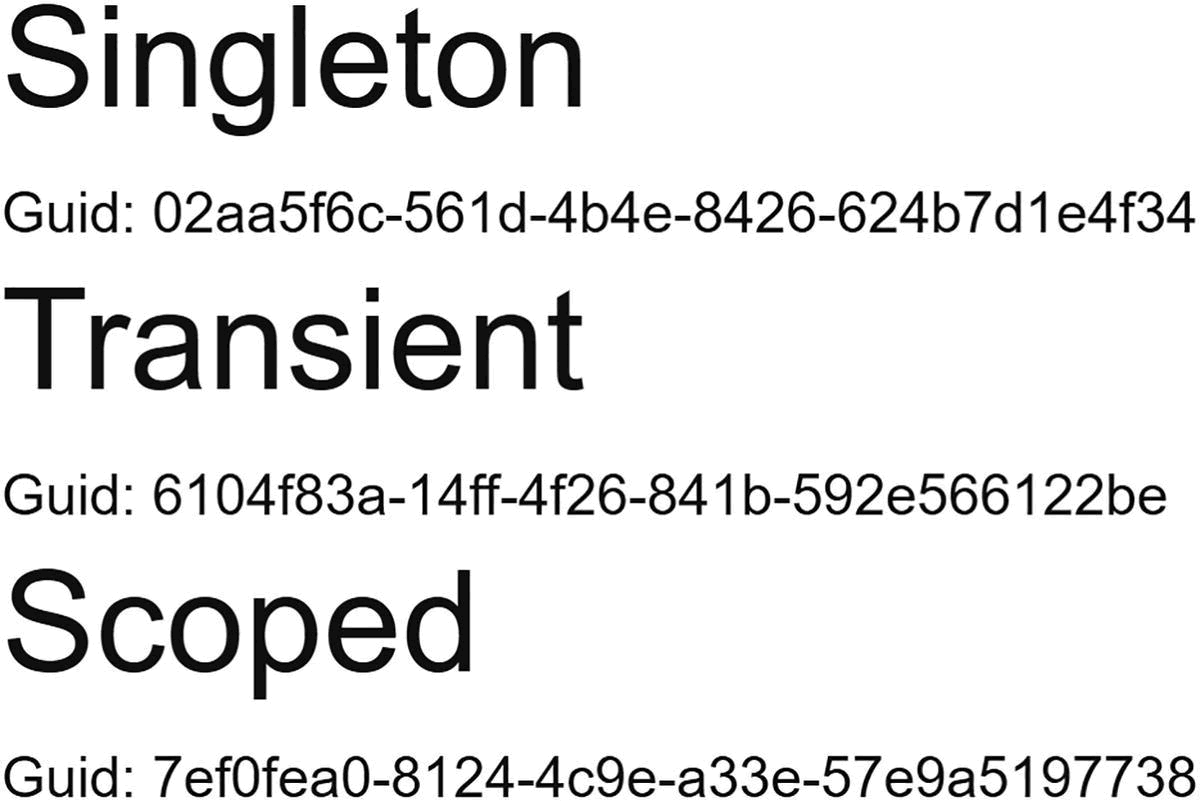 Singleton
Guid: 02aa5f6c-561d-4b4e-8426-624b7d1e4f34
Transient
Guid: 6104f83a-14ff-4f26-841b-592e566122be
Scoped
Guid: 7ef0fea0-8124-4c9e-a33e-57e9a5197738